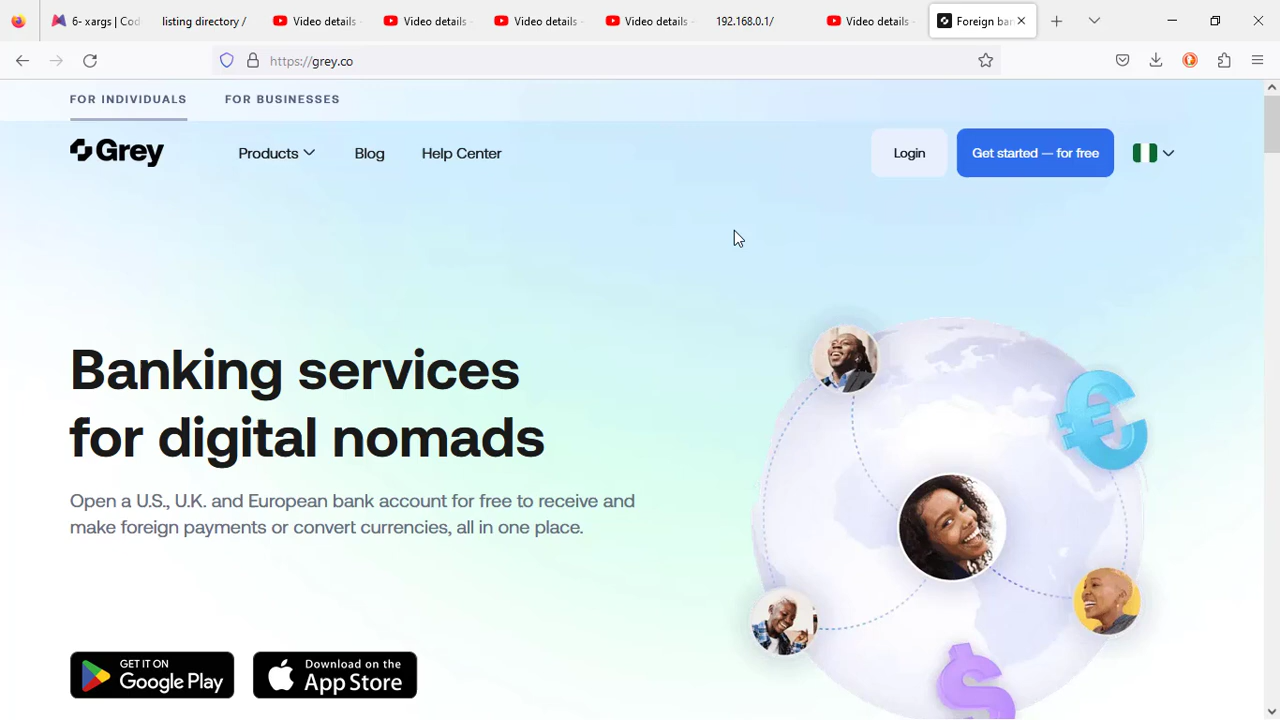 6- xargs | Cod
listing directory /
Video details
Video details
Video details
Video details
192.168.0.1/
Video details
Foreign ban
https://grey.co
FOR INDIVIDUALS
FOR BUSINESSES
Grey
Products
Blog
Help Center
Login
Get started — for free
Banking services
for digital nomads
Open a U.S., U.K. and European bank account for free to receive and
make foreign payments or convert currencies, all in one place.
GET IT ON
Google Play
Download on the
App Store